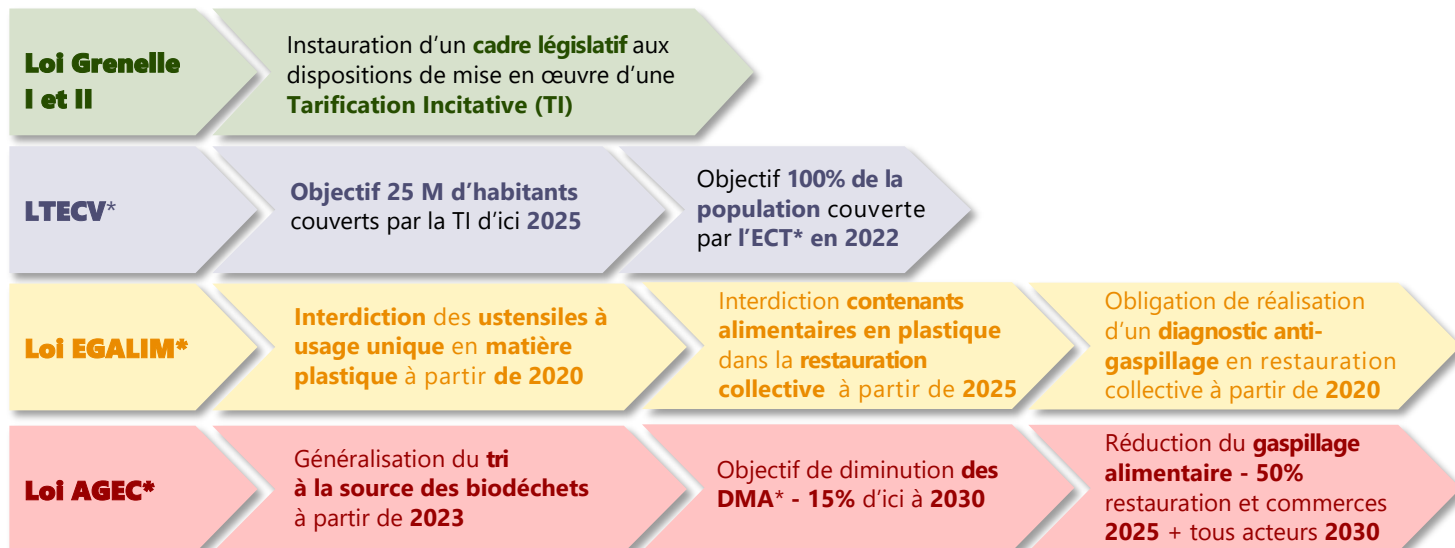 Loi Grenelle
I et II
Instauration d'un cadre législatif aux
dispositions de mise en œuvre d'une
Tarification Incitative (TI)
LTECV*
Objectif 25 M d'habitants
couverts par la TI d'ici 2025
Objectif 100% de la
population couverte
par l'ECT* en 2022
Loi EGALIM*
Interdiction des ustensiles à
usage unique en matière
plastique à partir de 2020
Interdiction contenants
alimentaires en plastique
dans la restauration
collective à partir de 2025
Obligation de réalisation
d'un diagnostic anti-
gaspillage en restauration
collective à partir de 2020
Loi AGEC*
Généralisation du tri
à la source des biodéchets
à partir de 2023
Objectif de diminution des
DMA* - 15% d'ici à 2030
Réduction du gaspillage
alimentaire - 50%
restauration et commerces
2025 + tous acteurs 2030